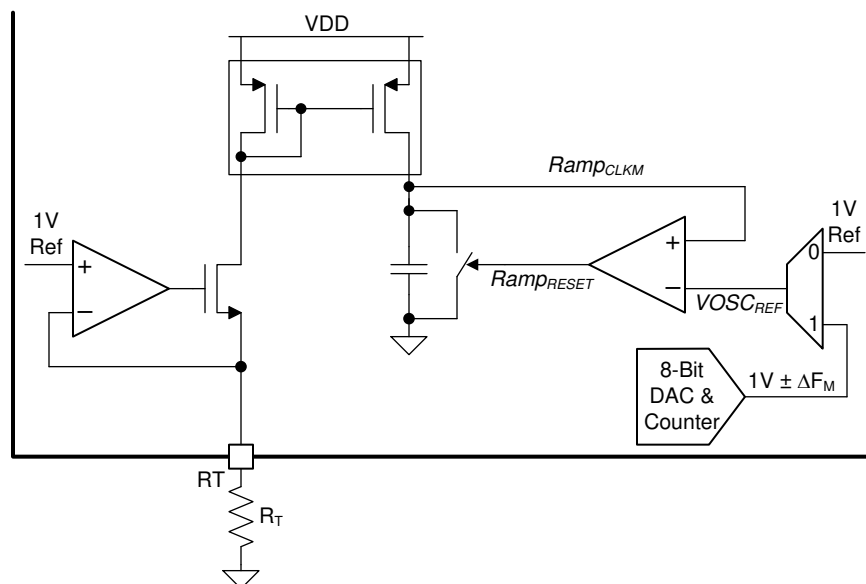 VDD
Ramp_CLKM
1V
Ref
1V
Ref
+
−
+
−
0
1
Ramp_RESET
VOSC_REF
8-Bit
DAC &
Counter
1V ± ΔF_M
RT
R_T